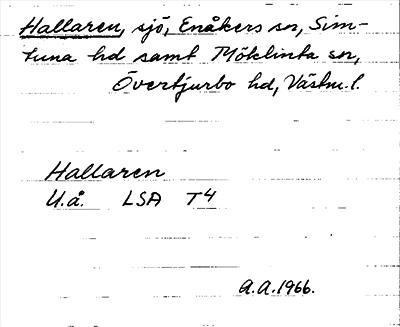 Hallaren, sjö, Enåkers sn, Sim-
tuna hd samt Möklinta sn,
Övertjurbo hd, Västm.l.
Hallaren
U.å. LSA T4
A.A.1966.